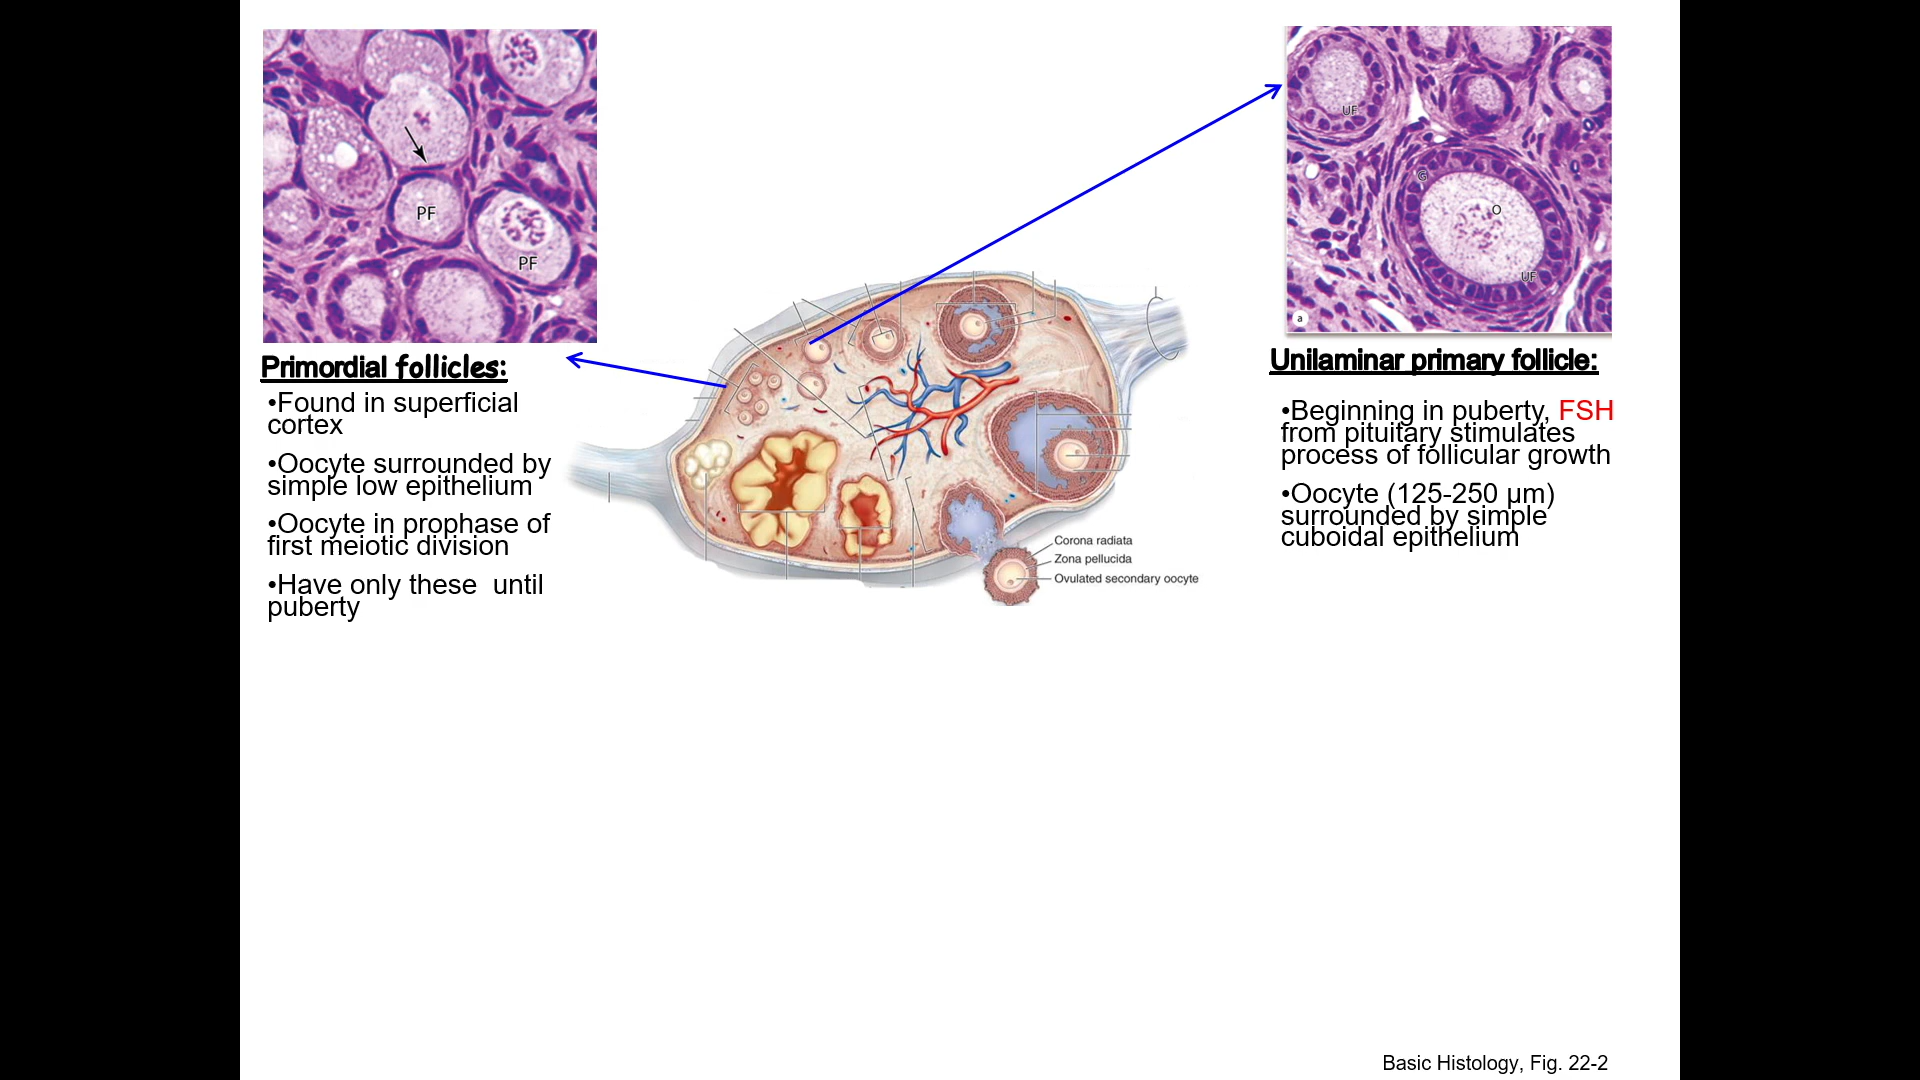 PF
PF
Primordial follicles:
•Found in superficial
cortex
•Oocyte surrounded by
simple low epithelium
•Oocyte in prophase of
first meiotic division
•Have only these  until
puberty
Corona radiata
Zona pellucida
Ovulated secondary oocyte
UF
G
O
UF
a
Unilaminar primary follicle:
•Beginning in puberty, FSH
from pituitary stimulates
process of follicular growth
•Oocyte (125-250 μm)
surrounded by simple
cuboidal epithelium
Basic Histology, Fig. 22-2